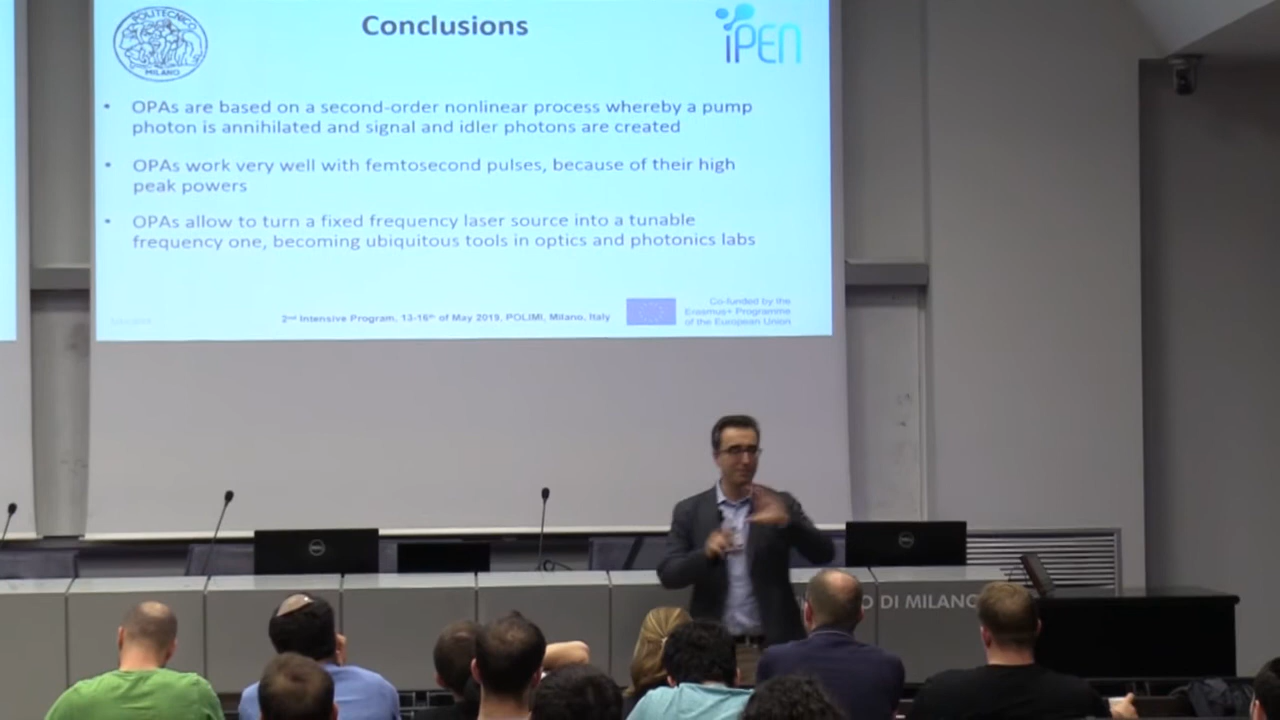 Conclusions
POLITECNICO
MILANO
iPEN
• OPAs are based on a second-order nonlinear process whereby a pump
photon is annihilated and signal and idler photons are created
• OPAs work very well with femtosecond pulses, because of their high
peak powers
• OPAs allow to turn a fixed frequency laser source into a tunable
frequency one, becoming ubiquitous tools in optics and photonics labs
2nd Intensive Program, 13-16th of May 2019, POLIMI, Milano, Italy
Co-funded by the
Erasmus+ Programme
of the European Union
DELL
DELL
O DI MILANO